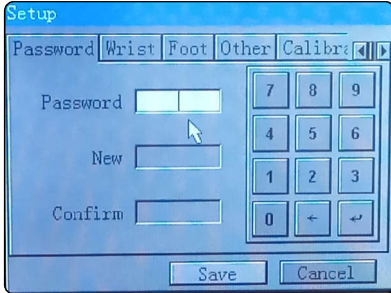 Setup
Password Wrist Foot Other Calibra
Password
New
Confirm
7 8 9
4 5 6
1 2 3
0 ← ↵
Save Cancel